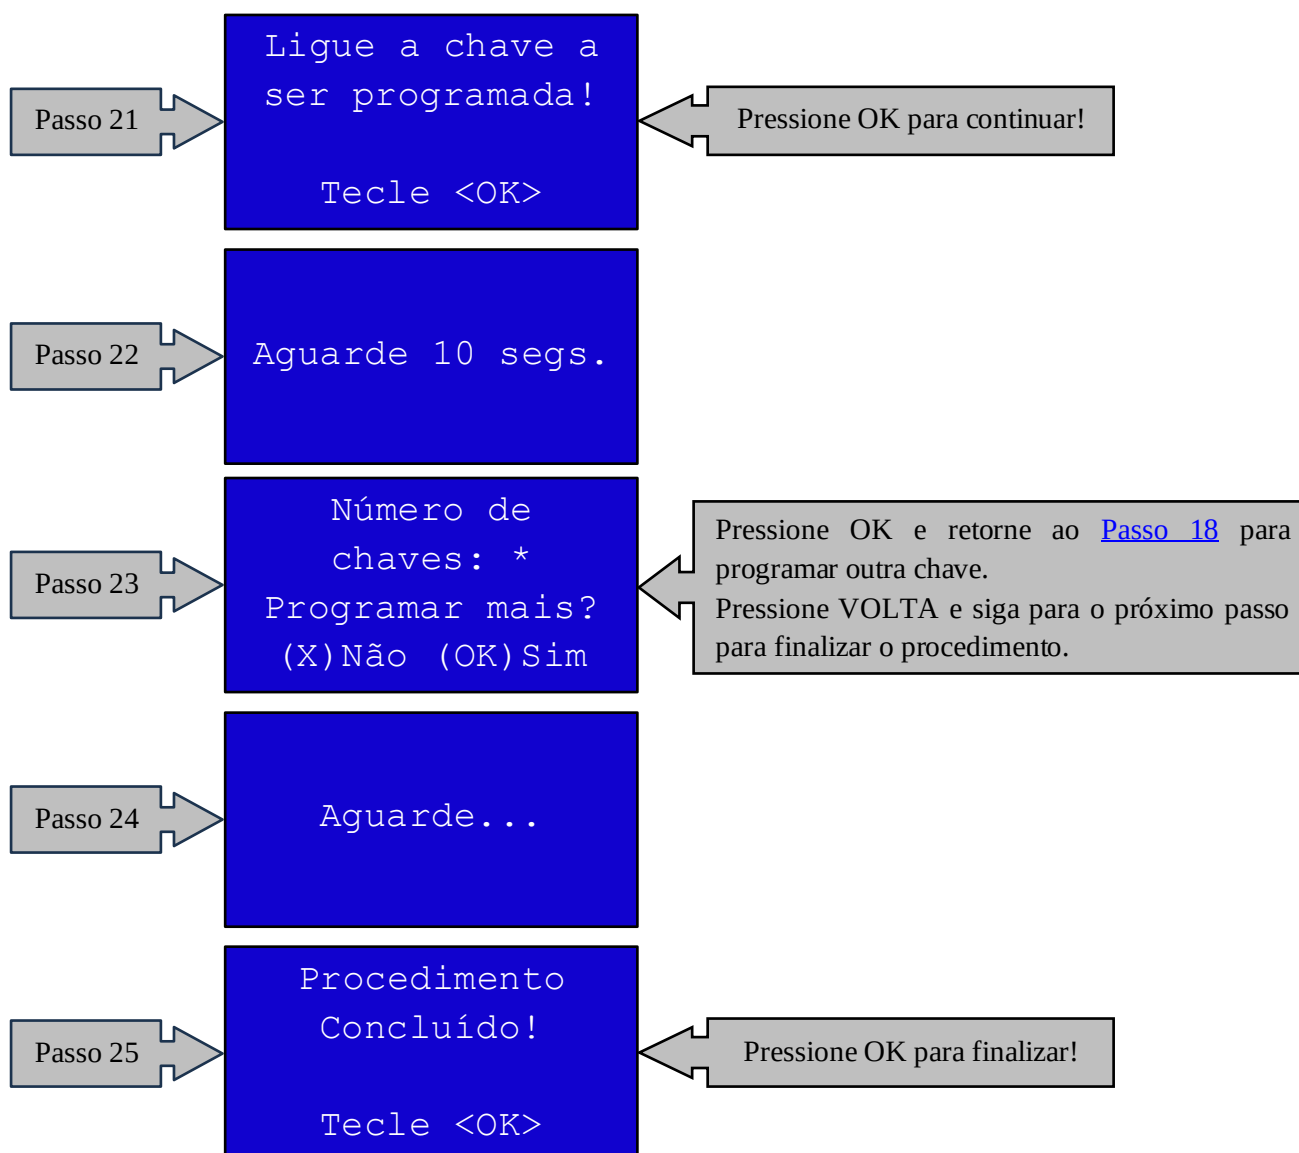 Passo 21
Ligue a chave a
ser programada!
Tecle <OK>
Pressione OK para continuar!
Passo 22
Aguarde 10 segs.
Passo 23
Número de
chaves: *
Programar mais?
(X)Não (OK)Sim
Pressione OK e retorne ao Passo 18 para
programar outra chave.
Pressione VOLTA e siga para o próximo passo
para finalizar o procedimento.
Passo 24
Aguarde...
Passo 25
Procedimento
Concluído!
Tecle <OK>
Pressione OK para finalizar!